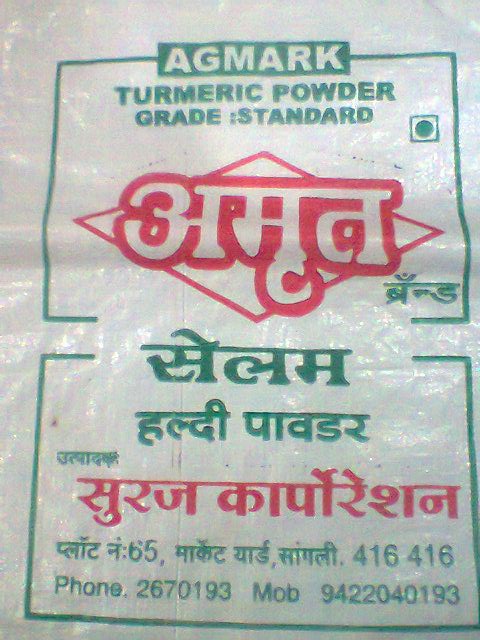 AGMARK
TURMERIC POWDER
GRADE :STANDARD
अमृत
ब्रँन्ड
सेलम
हल्दी पावडर
उत्पादक
सुरज कार्पोरेशन
प्लॉट नं:65, मार्केट यार्ड,सांगली. 416 416
Phone. 2670193 Mob 9422040193